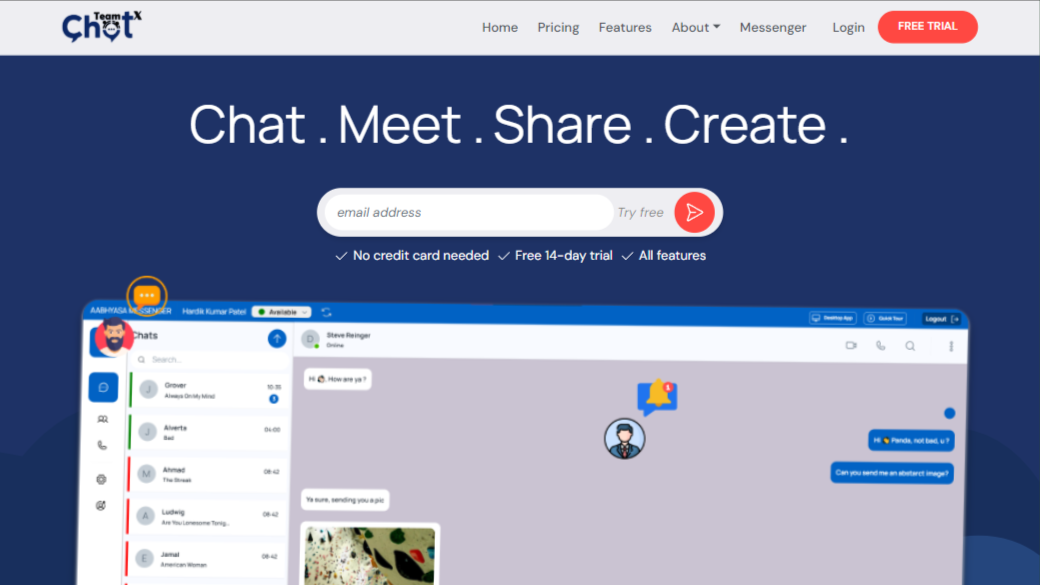 Team X
Chat
Home Pricing Features About Messenger Login FREE TRIAL
Chat . Meet . Share . Create .
email address Try free
No credit card needed Free 14-day trial All features
AABHYASA MESSENGER Hardik Kumar Patel Available Desktop App Quick Tour Logout
Chats
D Steve Reinger
Online
Search...
Hi , How are ya ?
J Grover 10:35
Always On My Mind
Hi Panda, not bad, u ?
J Alverta 04:00
Bad
Can you send me an abstarct image?
M Ahmad 08:42
The Streak
Ya sure, sending you a pic
A Ludwig 08:42
Are You Lonesome Tonig...
E Jamal 08:42
American Woman